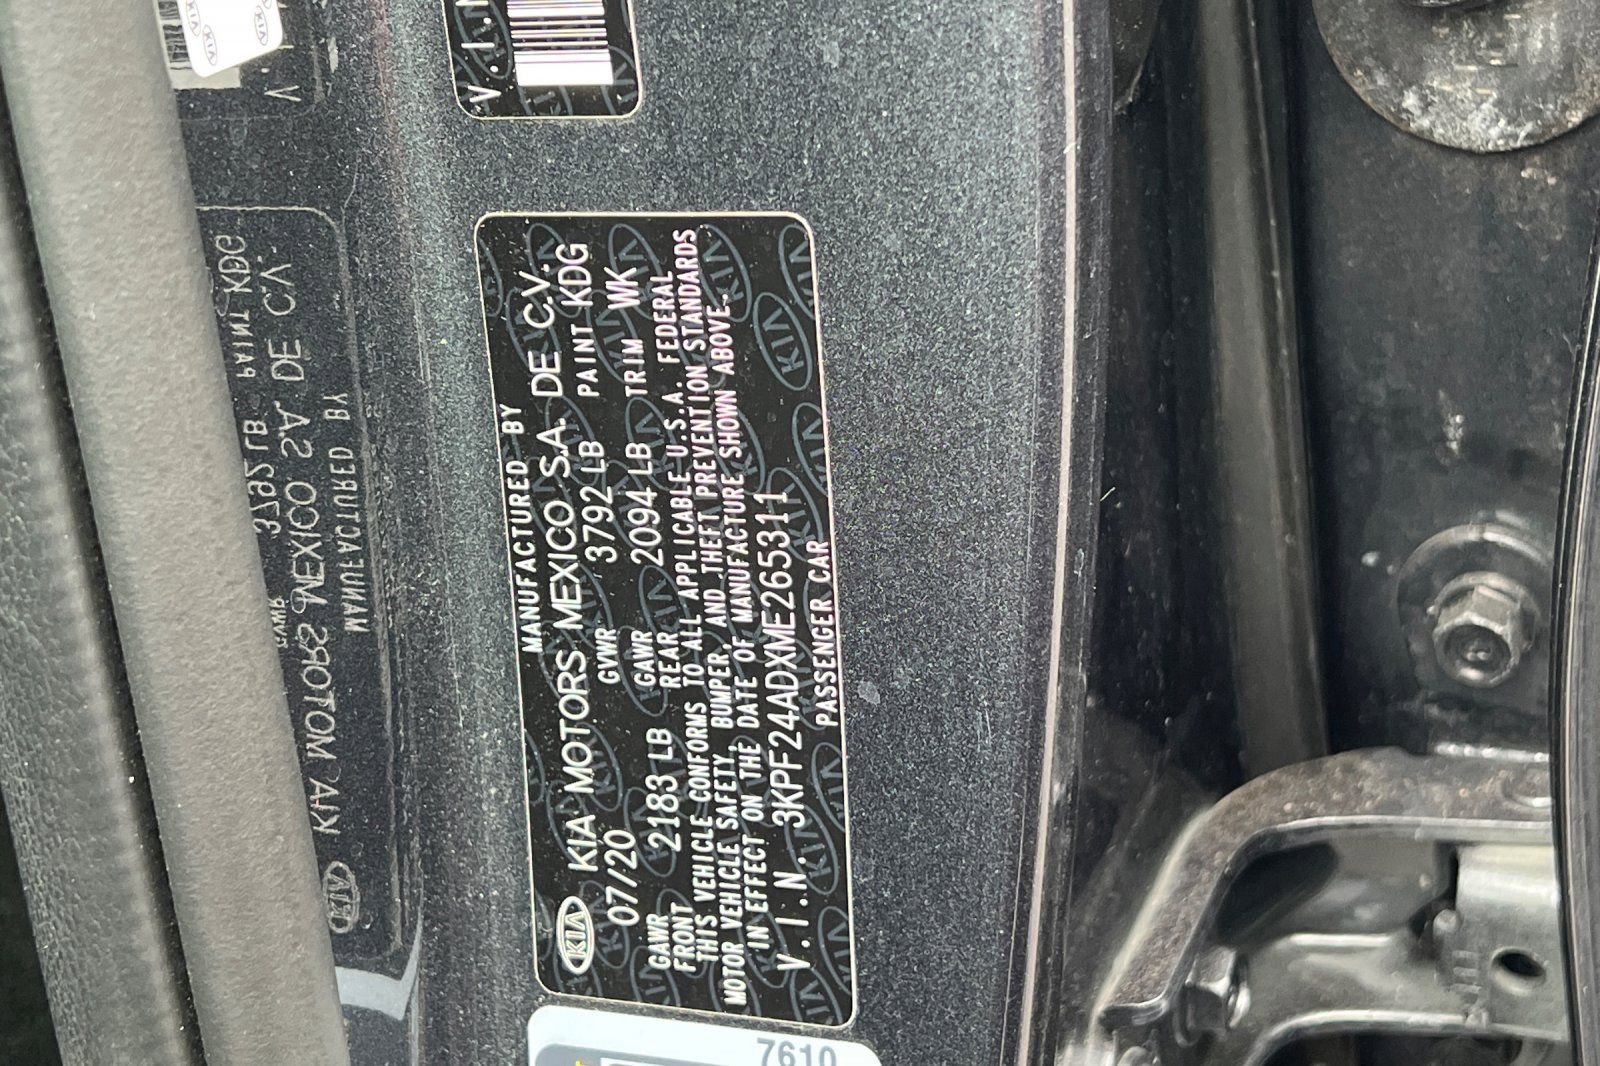 V.I.N
MANUFACTURED BY
KIA KIA MOTORS MEXICO S.A. DE C.V.
07/20 GVWR 3792 LB PAINT KDG
GAWR FRONT 2183 LB GAWR REAR 2094 LB TRIM WK
THIS VEHICLE CONFORMS TO ALL APPLICABLE U.S.A. FEDERAL
MOTOR VEHICLE SAFETY, BUMPER, AND THEFT PREVENTION STANDARDS
IN EFFECT ON THE DATE OF MANUFACTURE SHOWN ABOVE.
V.I.N 3KPF24ADXME265311
PASSENGER CAR
7610